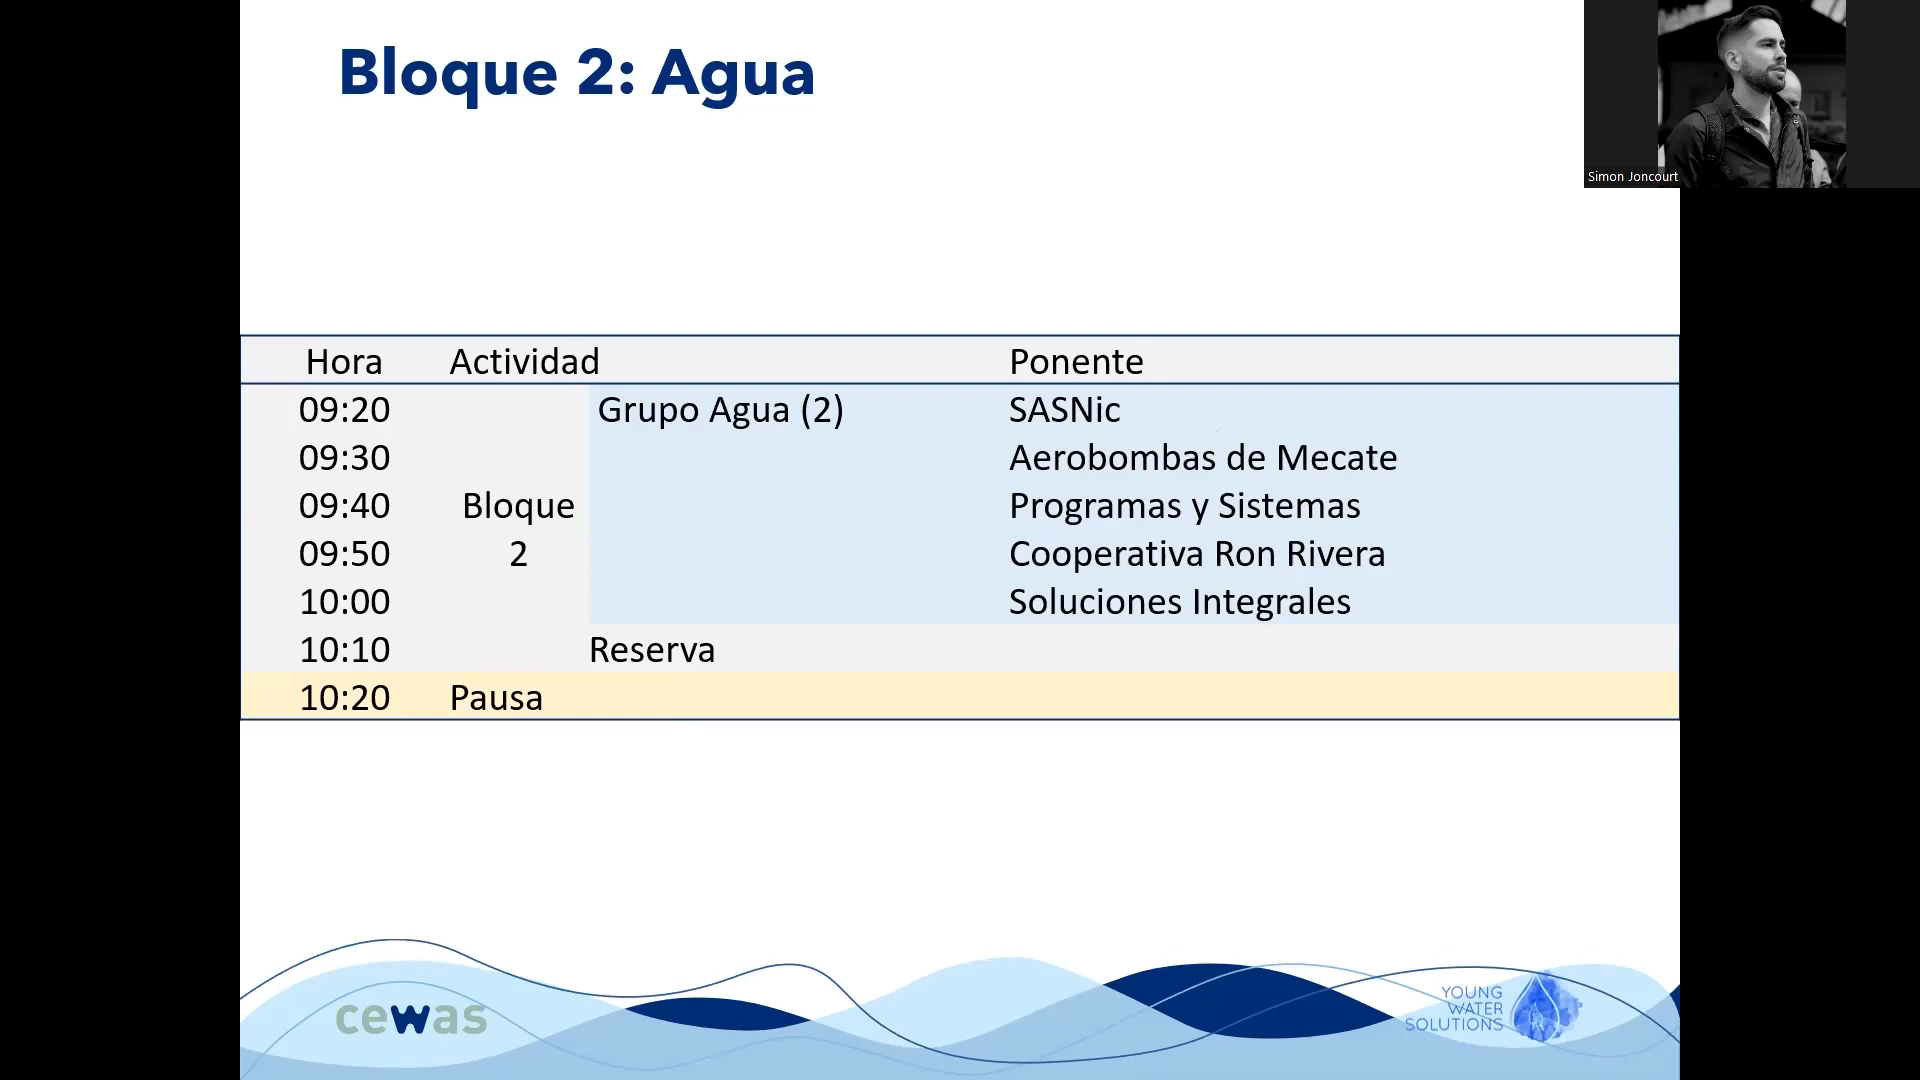 Bloque 2: Agua
Simon Joncourt
Hora Actividad Ponente
09:20 Grupo Agua (2) SASNic
09:30 Aerobombas de Mecate
09:40 Bloque Programas y Sistemas
09:50 2 Cooperativa Ron Rivera
10:00 Soluciones Integrales
10:10 Reserva
10:20 Pausa
cewas
YOUNG
WATER
SOLUTIONS